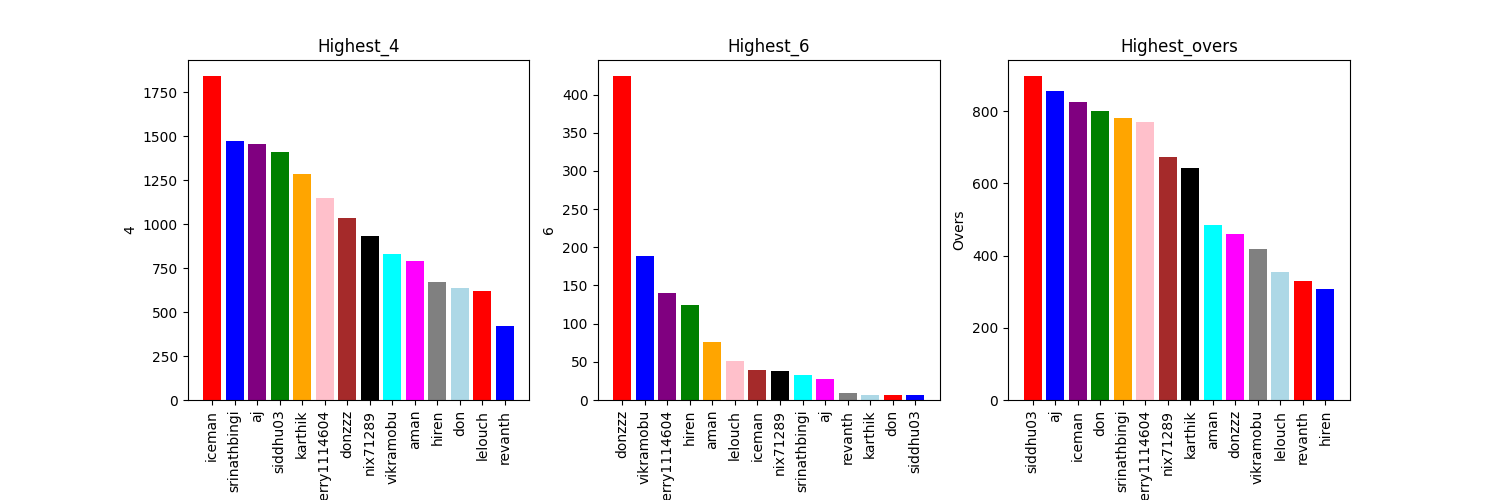 Highest_4
4
1750
1500
1250
1000
750
500
250
0
iceman
srinathbingi
aj
siddhu03
karthik
erry1114604
donzzz
nix71289
vikramobu
aman
hiren
don
lelouch
revanth
Highest_6
6
400
350
300
250
200
150
100
50
0
donzzz
vikramobu
erry1114604
hiren
aman
lelouch
iceman
nix71289
srinathbingi
aj
revanth
karthik
don
siddhu03
Highest_overs
Overs
800
600
400
200
0
siddhu03
aj
iceman
don
srinathbingi
erry1114604
nix71289
karthik
aman
donzzz
vikramobu
lelouch
revanth
hiren